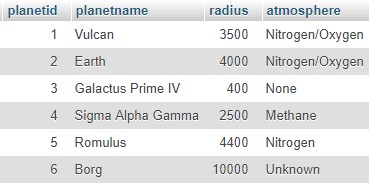 planetid planetname radius atmosphere
1 Vulcan 3500 Nitrogen/Oxygen
2 Earth 4000 Nitrogen/Oxygen
3 Galactus Prime IV 400 None
4 Sigma Alpha Gamma 2500 Methane
5 Romulus 4400 Nitrogen
6 Borg 10000 Unknown